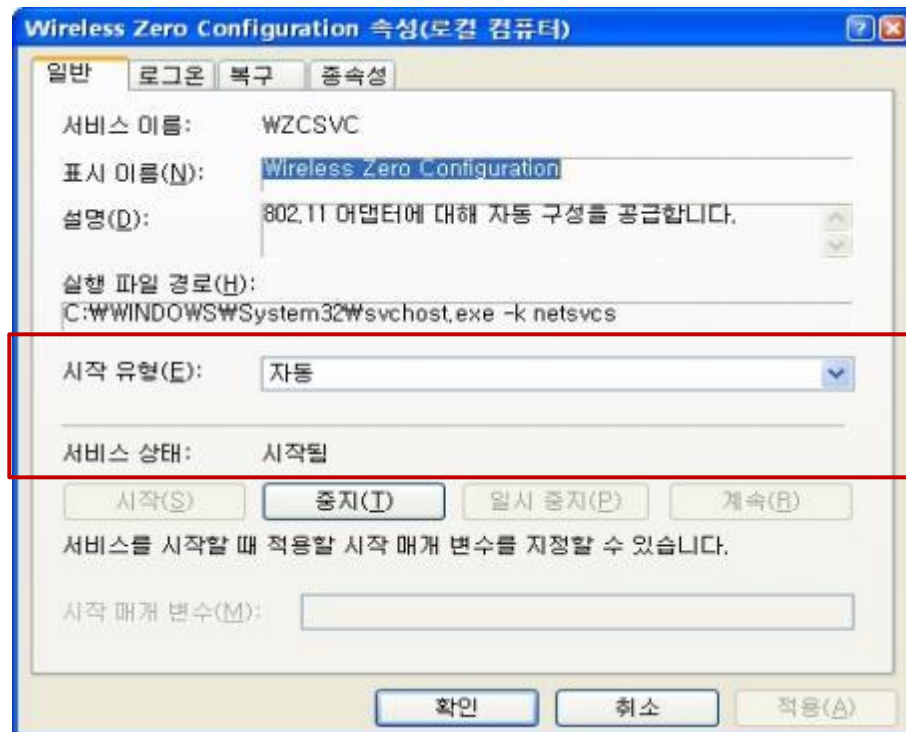 Wireless Zero Configuration 속성(로컬 컴퓨터)
일반 로그온 복구 종속성
서비스 이름: WZCSVC
표시 이름(N): Wireless Zero Configuration
설명(D): 802.11 어댑터에 대해 자동 구성을 공급합니다.
실행 파일 경로(H):
C:₩WINDOWS₩System32₩svchost.exe -k netsvcs
시작 유형(E): 자동
서비스 상태: 시작됨
시작(S) 중지(T) 일시 중지(P) 계속(R)
서비스를 시작할 때 적용할 시작 매개 변수를 지정할 수 있습니다.
시작 매개 변수(M):
확인 취소 적용(A)